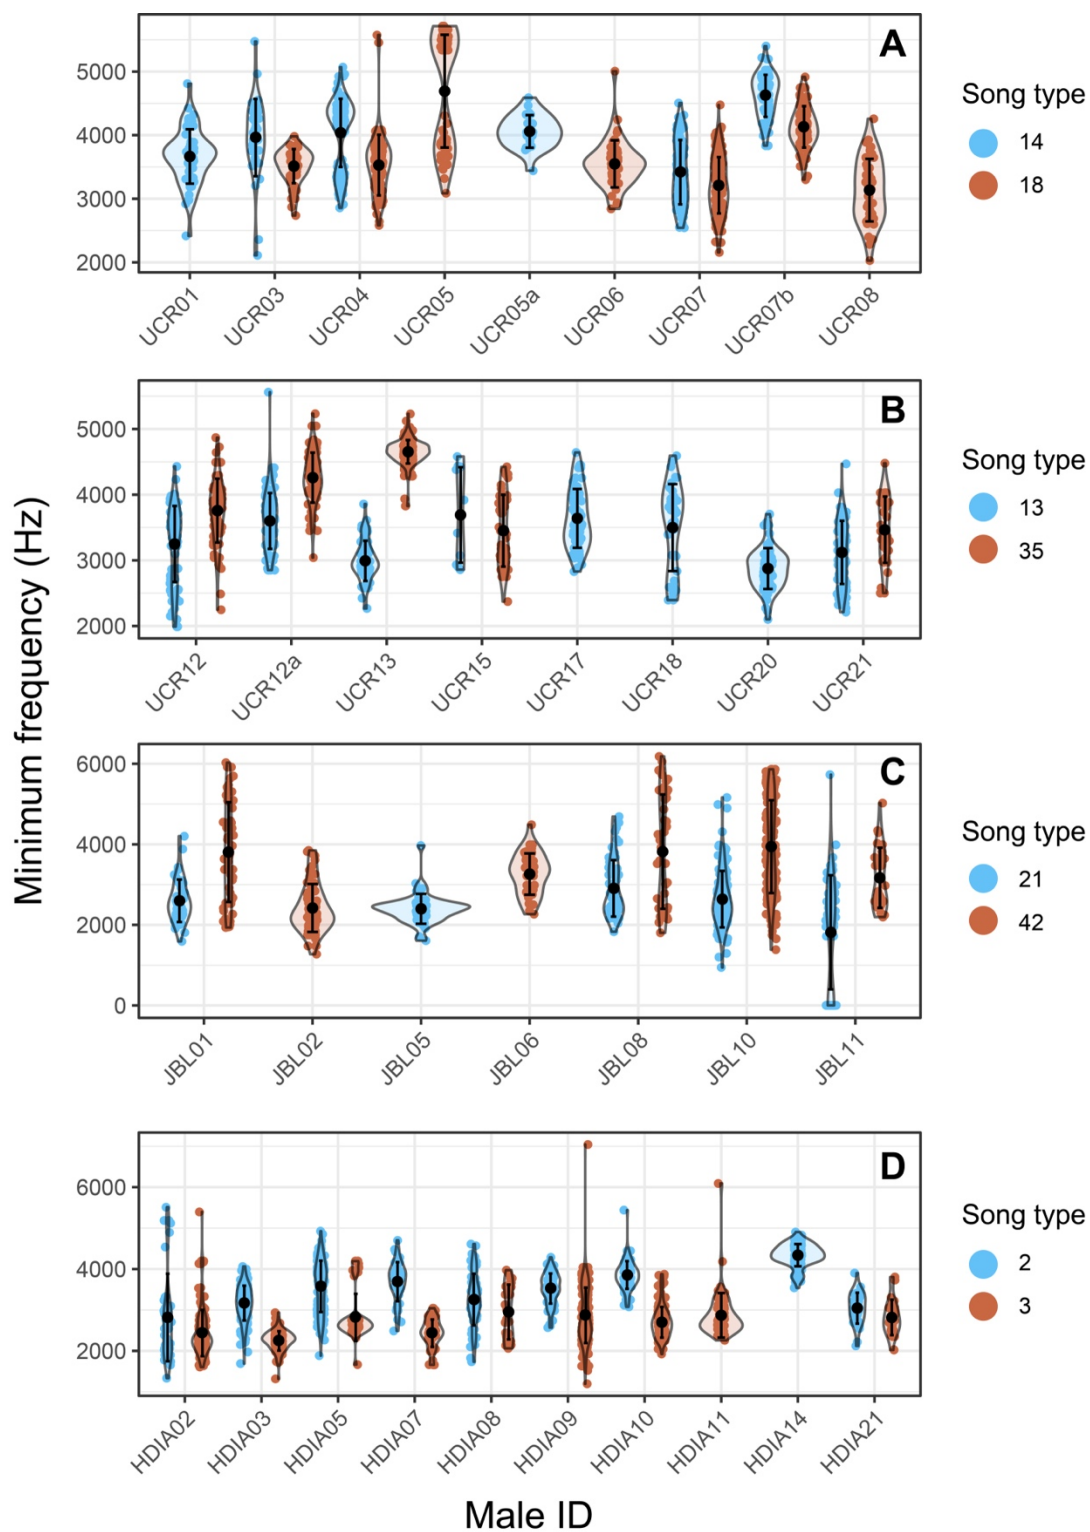 A
5000
4000
3000
2000
UCR01 UCR03 UCR04 UCR05 UCR05a UCR06 UCR07 UCR07b UCR08
Song type
14
18
B
5000
4000
3000
2000
UCR12 UCR12a UCR13 UCR15 UCR17 UCR18 UCR20 UCR21
Song type
13
35
Minimum frequency (Hz)
C
6000
4000
2000
0
JBL01 JBL02 JBL05 JBL06 JBL08 JBL10 JBL11
Song type
21
42
D
6000
4000
2000
HDIA02 HDIA03 HDIA05 HDIA07 HDIA08 HDIA09 HDIA10 HDIA11 HDIA14 HDIA21
Song type
2
3
Male ID